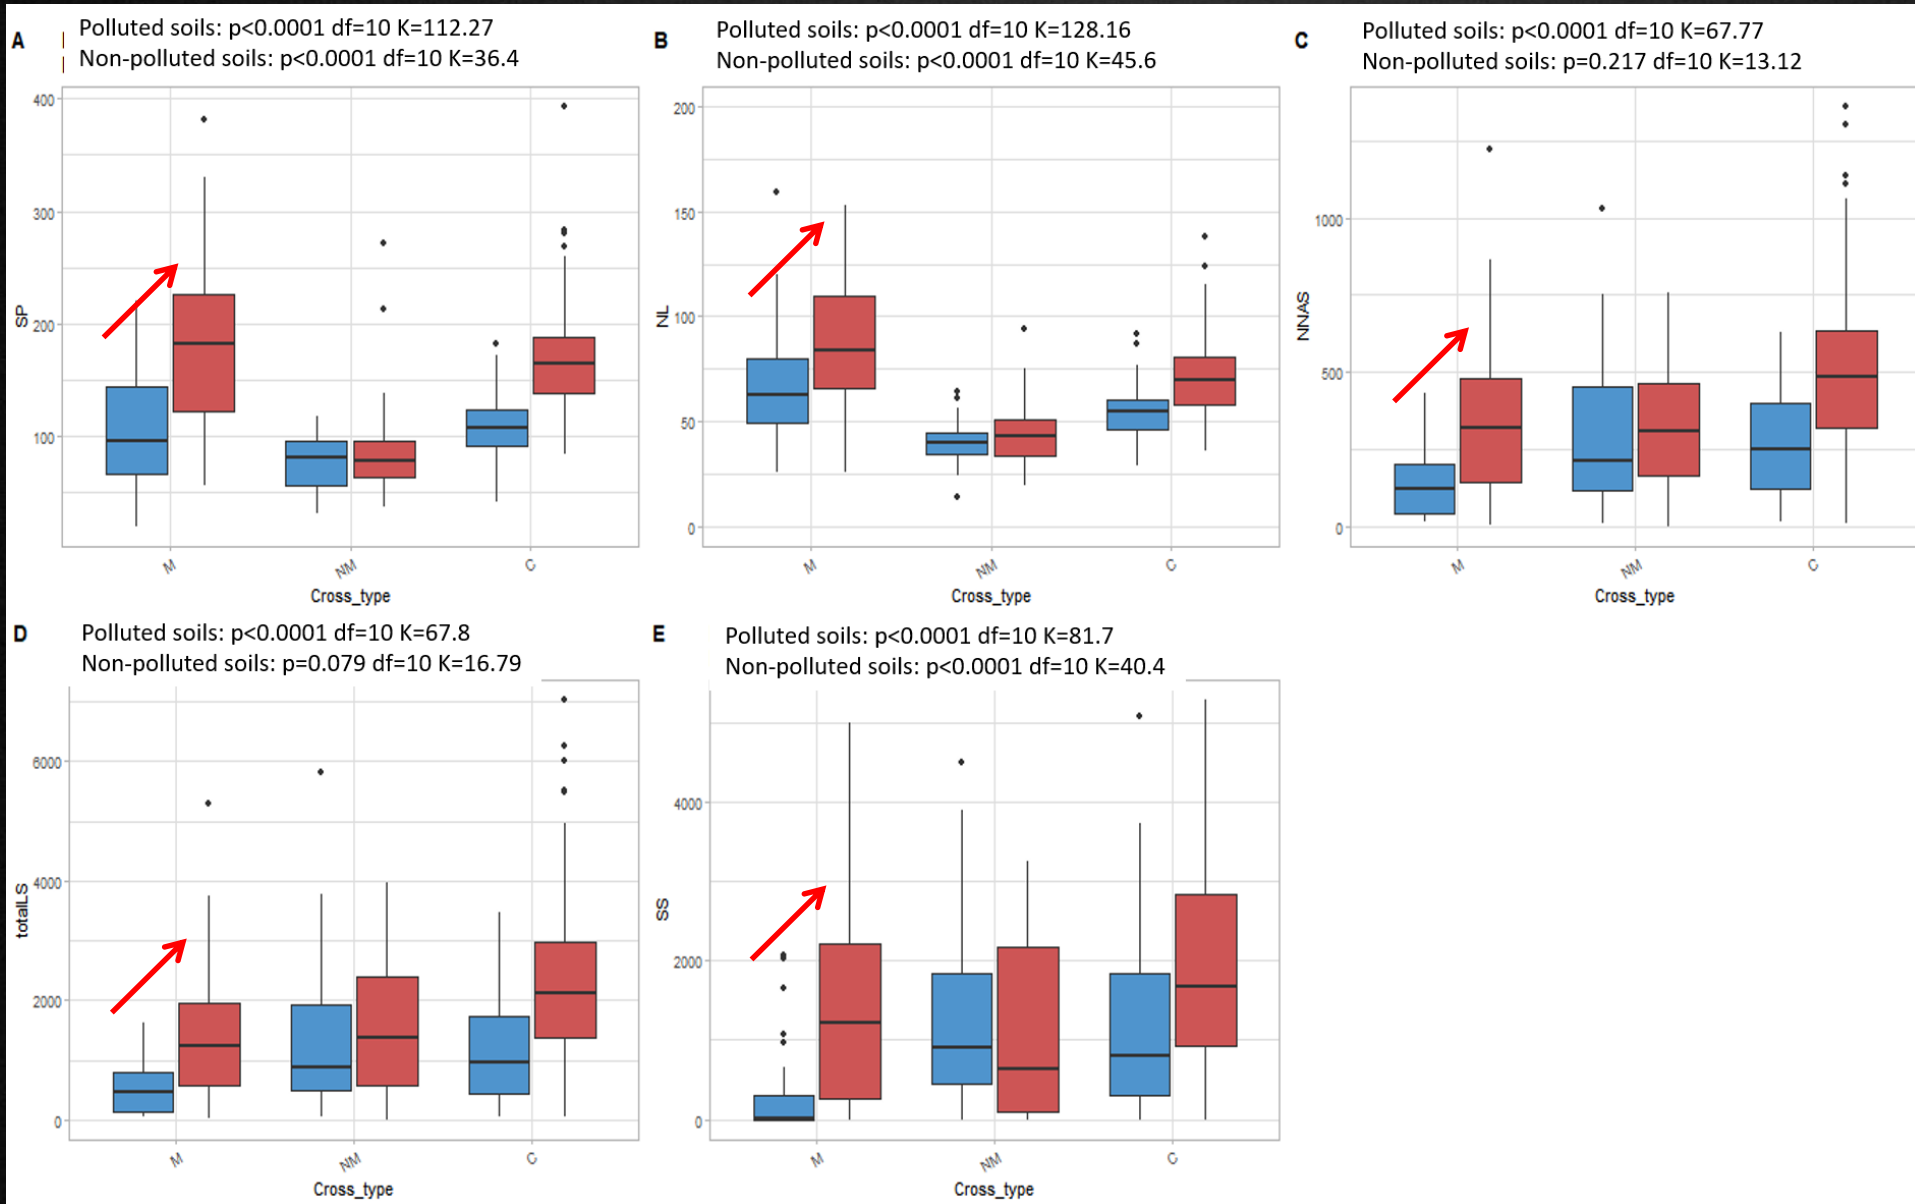 A
Polluted soils: p<0.0001 df=10 K=112.27
Non-polluted soils: p<0.0001 df=10 K=36.4
SP
400
300
200
100
M
NM
C
Cross_type
B
Polluted soils: p<0.0001 df=10 K=128.16
Non-polluted soils: p<0.0001 df=10 K=45.6
NL
200
150
100
50
0
M
NM
C
Cross_type
C
Polluted soils: p<0.0001 df=10 K=67.77
Non-polluted soils: p=0.217 df=10 K=13.12
NNAS
1000
500
0
M
NM
C
Cross_type
D
Polluted soils: p<0.0001 df=10 K=67.8
Non-polluted soils: p=0.079 df=10 K=16.79
totalLS
6000
4000
2000
0
M
NM
C
Cross_type
E
Polluted soils: p<0.0001 df=10 K=81.7
Non-polluted soils: p<0.0001 df=10 K=40.4
SS
4000
2000
0
M
NM
C
Cross_type